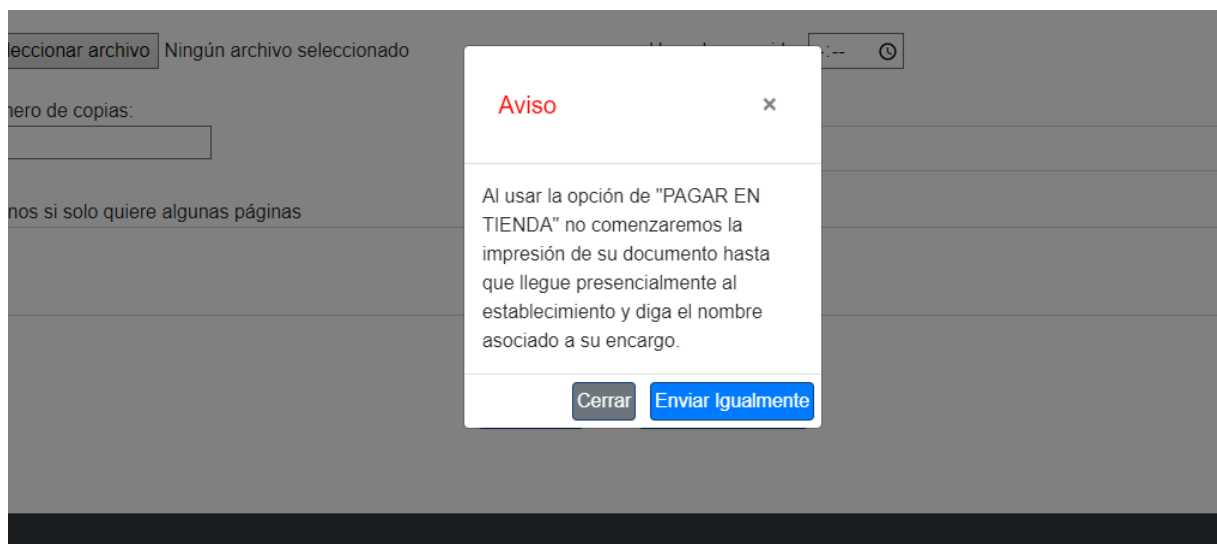 leccionar archivo Ningún archivo seleccionado
-:--
nero de copias:
nos si solo quiere algunas páginas
Aviso ×
Al usar la opción de "PAGAR EN
TIENDA" no comenzaremos la
impresión de su documento hasta
que llegue presencialmente al
establecimiento y diga el nombre
asociado a su encargo.
Cerrar Enviar Igualmente